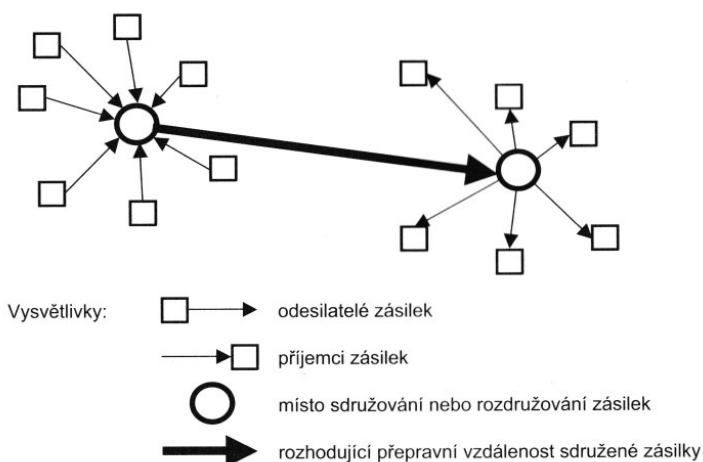 Vysvětlivky:
odesilatelé zásilek
příjemci zásilek
místo sdružování nebo rozdružování zásilek
rozhodující přepravní vzdálenost sdružené zásilky